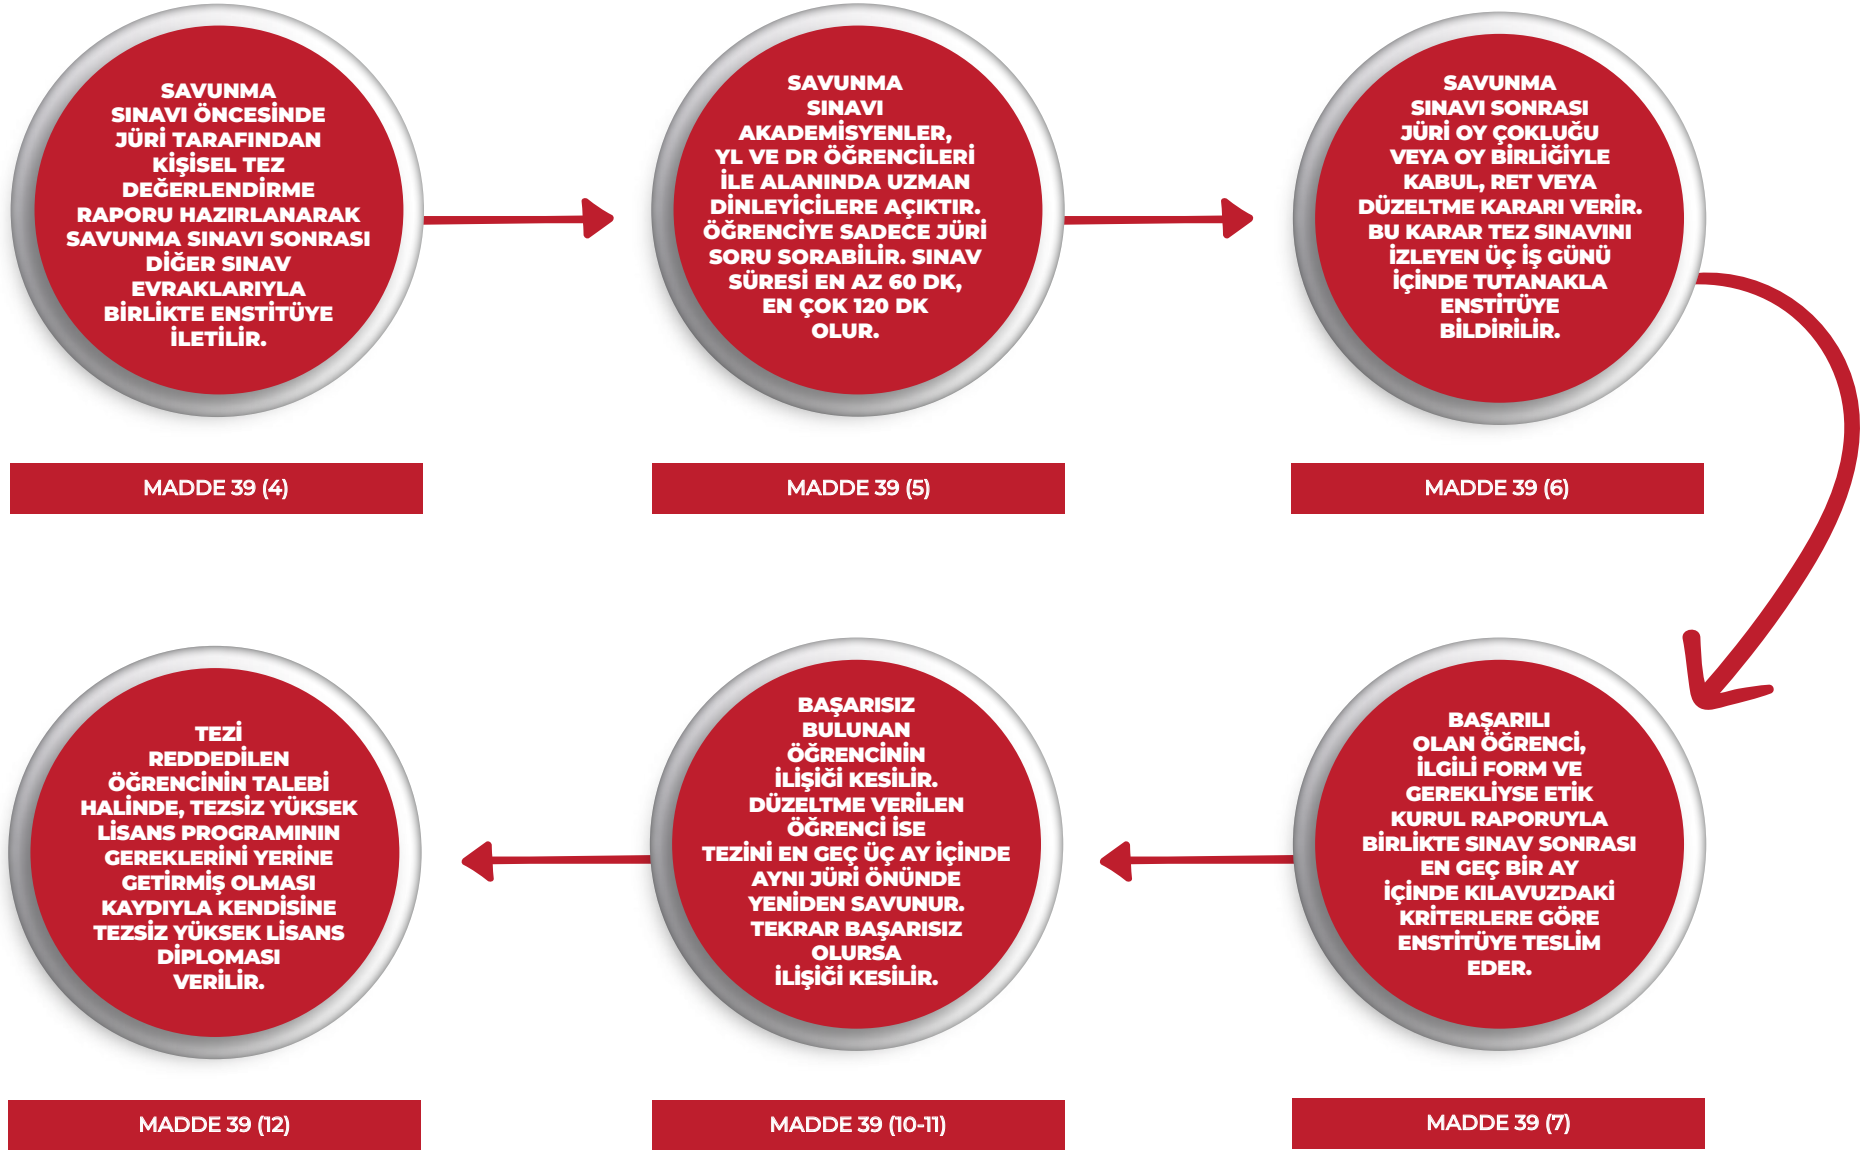 SAVUNMA
SINAVI ÖNCESİNDE
JÜRİ TARAFINDAN
KİŞİSEL TEZ
DEĞERLENDİRME
RAPORU HAZIRLANARAK
SAVUNMA SINAVI SONRASI
DİĞER SINAV
EVRAKLARIYLA
BİRLİKTE ENSTİTÜYE
İLETİLİR.
MADDE 39 (4)
SAVUNMA
SINAVI
AKADEMİSYENLER,
YL VE DR ÖĞRENCİLERİ
İLE ALANINDA UZMAN
DİNLEYİCİLERE AÇIKTIR.
ÖĞRENCİYE SADECE JÜRİ
SORU SORABİLİR. SINAV
SÜRESİ EN AZ 60 DK,
EN ÇOK 120 DK
OLUR.
MADDE 39 (5)
SAVUNMA
SINAVI SONRASI
JÜRİ OY ÇOKLUĞU
VEYA OY BİRLİĞİYLE
KABUL, RET VEYA
DÜZELTME KARARI VERİR.
BU KARAR TEZ SINAVINI
İZLEYEN ÜÇ İŞ GÜNÜ
İÇİNDE TUTANAKLA
ENSTİTÜYE
BİLDİRİLİR.
MADDE 39 (6)
BAŞARILI
OLAN ÖĞRENCİ,
İLGİLİ FORM VE
GEREKLİYSE ETİK
KURUL RAPORUYLA
BİRLİKTE SINAV SONRASI
EN GEÇ BİR AY
İÇİNDE KILAVUZDAKİ
KRİTERLERE GÖRE
ENSTİTÜYE TESLİM
EDER.
MADDE 39 (7)
BAŞARISIZ
BULUNAN
ÖĞRENCİNİN
İLİŞİĞİ KESİLİR.
DÜZELTME VERİLEN
ÖĞRENCİ İSE
TEZİNİ EN GEÇ ÜÇ AY İÇİNDE
AYNI JÜRİ ÖNÜNDE
YENİDEN SAVUNUR.
TEKRAR BAŞARISIZ
OLURSA
İLİŞİĞİ KESİLİR.
MADDE 39 (10-11)
TEZİ
REDDEDİLEN
ÖĞRENCİNİN TALEBİ
HALİNDE, TEZSİZ YÜKSEK
LİSANS PROGRAMININ
GEREKLERİNİ YERİNE
GETİRMİŞ OLMASI
KAYDIYLA KENDİSİNE
TEZSİZ YÜKSEK LİSANS
DİPLOMASI
VERİLİR.
MADDE 39 (12)